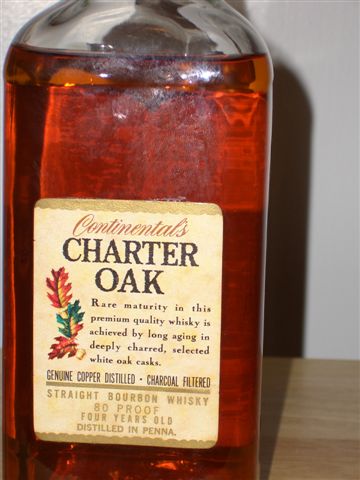 Continental's
CHARTER
OAK
Rare maturity in this
premium quality whisky is
achieved by long aging in
deeply charred, selected
white oak casks.
GENUINE COPPER DISTILLED • CHARCOAL FILTERED
STRAIGHT BOURBON WHISKY
80 PROOF
FOUR YEARS OLD
DISTILLED IN PENNA.